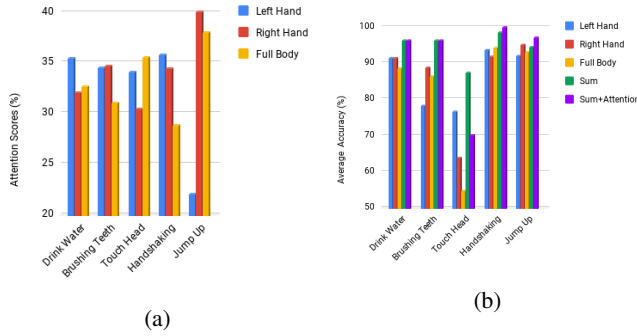 Attention Scores (%)
40
35
30
25
20
Drink Water
Brushing Teeth
Touch Head
Handshaking
Jump Up
Left Hand
Right Hand
Full Body
(a)
Average Accuracy (%)
100
90
80
70
60
50
Drink Water
Brushing Teeth
Touch Head
Handshaking
Jump Up
Left Hand
Right Hand
Full Body
Sum
Sum+Attention
(b)